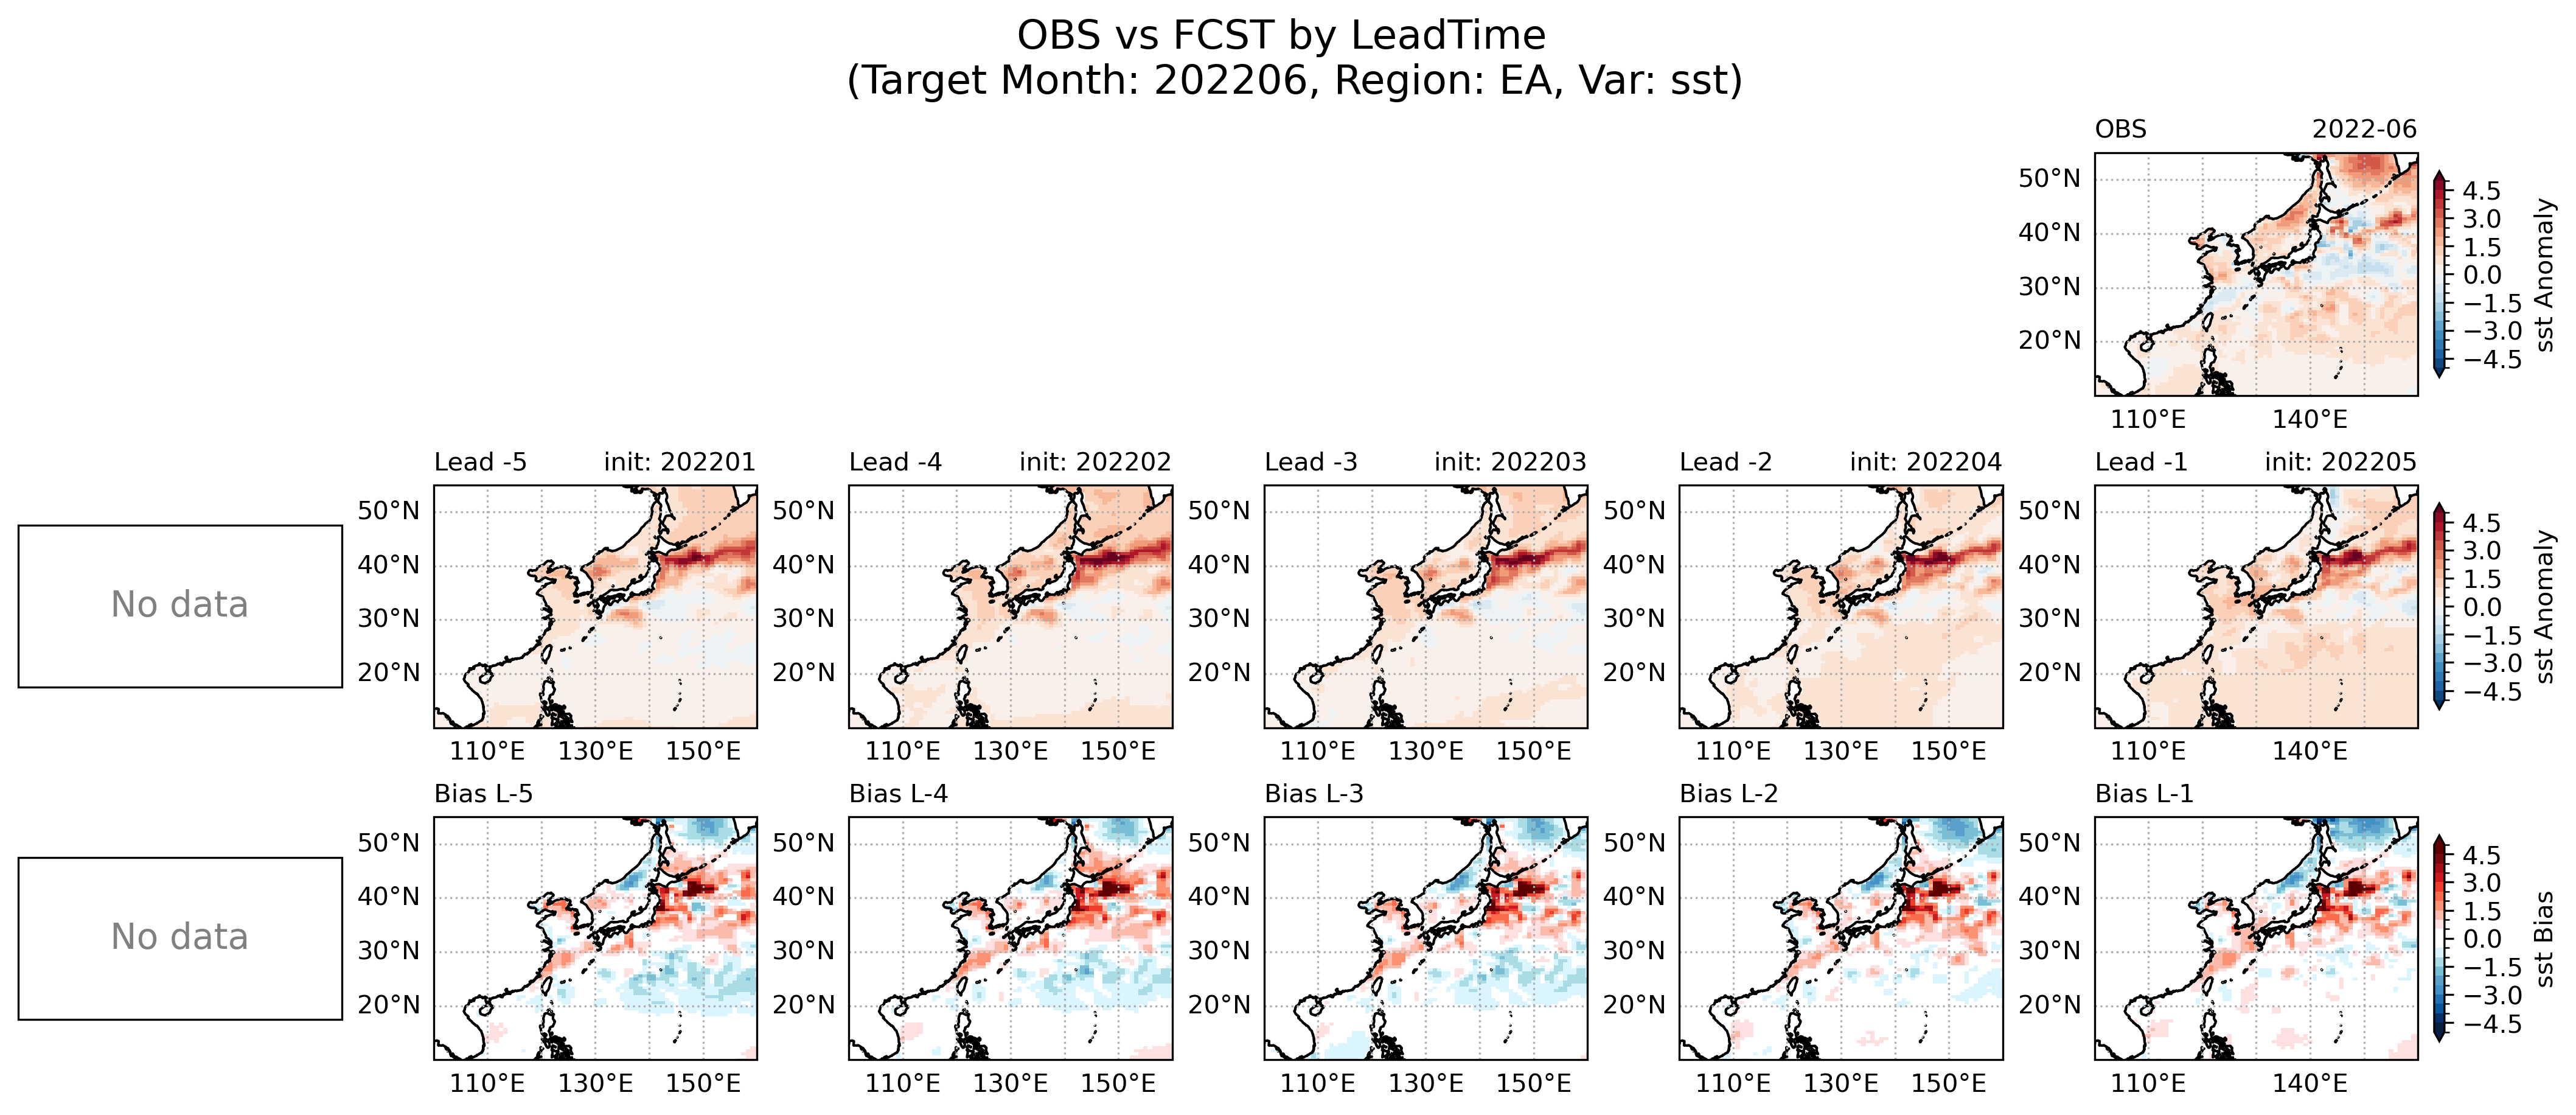 OBS vs FCST by LeadTime
(Target Month: 202206, Region: EA, Var: sst)
OBS 2022-06
50°N
40°N
30°N
20°N
110°E 140°E
4.5
3.0
1.5
0.0
−1.5
−3.0
−4.5
sst Anomaly
No data
Lead -5 init: 202201
50°N
40°N
30°N
20°N
110°E 130°E 150°E
Lead -4 init: 202202
50°N
40°N
30°N
20°N
110°E 130°E 150°E
Lead -3 init: 202203
50°N
40°N
30°N
20°N
110°E 130°E 150°E
Lead -2 init: 202204
50°N
40°N
30°N
20°N
110°E 130°E 150°E
Lead -1 init: 202205
50°N
40°N
30°N
20°N
110°E 140°E
4.5
3.0
1.5
0.0
−1.5
−3.0
−4.5
sst Anomaly
No data
Bias L-5
50°N
40°N
30°N
20°N
110°E 130°E 150°E
Bias L-4
50°N
40°N
30°N
20°N
110°E 130°E 150°E
Bias L-3
50°N
40°N
30°N
20°N
110°E 130°E 150°E
Bias L-2
50°N
40°N
30°N
20°N
110°E 130°E 150°E
Bias L-1
50°N
40°N
30°N
20°N
110°E 140°E
4.5
3.0
1.5
0.0
−1.5
−3.0
−4.5
sst Bias